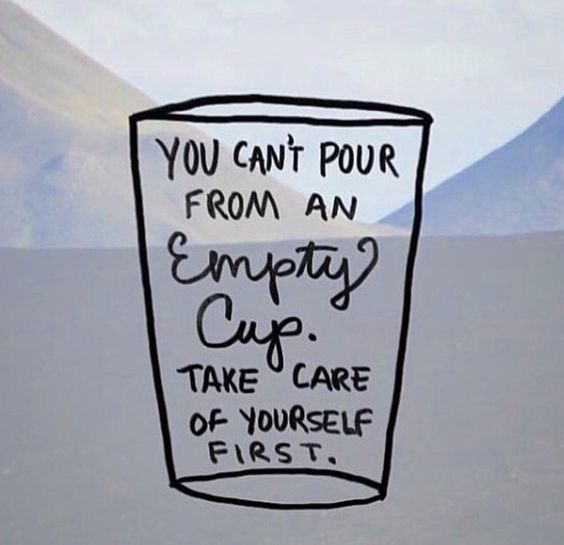 YOU CAN'T POUR
FROM AN
Empty
Cup.
TAKE CARE
OF YOURSELF
FIRST.